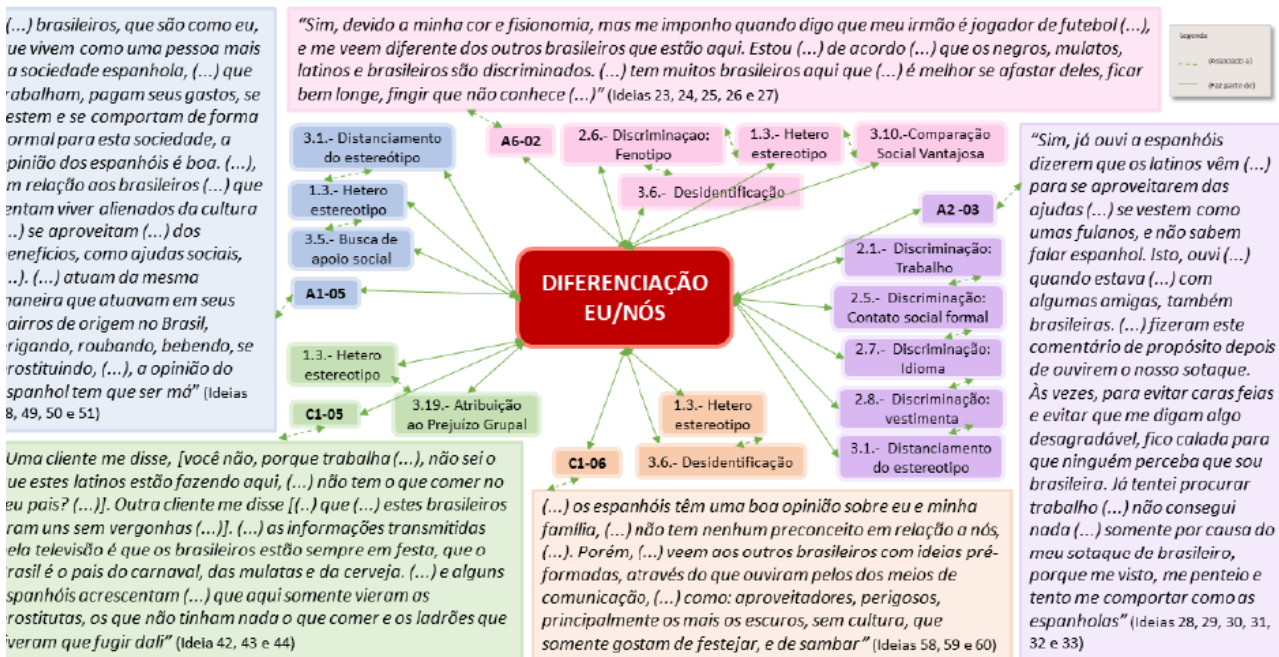 (...) brasileiros, que são como eu,
ue vivem como uma pessoa mais
a sociedade espanhola, (...) que
rabalham, pagam seus gastos, se
estem e se comportam de forma
ormal para esta sociedade, a
pinião dos espanhóis é boa. (...),
m relação aos brasileiros (...) que
entam viver alienados da cultura
...) se aproveitam (...) dos
enefícios, como ajudas sociais,
...). (...) atuam da mesma
maneira que atuavam em seus
airros de origem no Brasil,
rigando, roubando, bebendo, se
rostituindo, (...), a opinião do
spanhol tem que ser má" (Ideias
8, 49, 50 e 51)
"Sim, devido a minha cor e fisionomia, mas me imponho quando digo que meu irmão é jogador de futebol (...),
e me veem diferente dos outros brasileiros que estão aqui. Estou (...) de acordo (...) que os negros, mulatos,
latinos e brasileiros são discriminados. (...) tem muitos brasileiros aqui que (...) é melhor se afastar deles, ficar
bem longe, fingir que não conhece (...)" (Ideias 23, 24, 25, 26 e 27)
Legenda
(Associado a)
(Faz parte de)
3.1.- Distanciamento
do estereótipo
1.3.- Hetero
estereotipo
3.5.- Busca de
apoio social
A1-05
A6-02
2.6.- Discriminaçao:
Fenotipo
1.3.- Hetero
estereotipo
3.10.-Comparação
Social Vantajosa
3.6.- Desidentificação
DIFERENCIAÇÃO
EU/NÓS
A2 -03
2.1.- Discriminação:
Trabalho
2.5.- Discriminação:
Contato social formal
2.7.- Discriminação:
Idioma
2.8.- Discriminação:
vestimenta
3.1.- Distanciamento
do estereotipo
"Sim, já ouvi a espanhóis
dizerem que os latinos vêm (...)
para se aproveitarem das
ajudas (...) se vestem como
umas fulanos, e não sabem
falar espanhol. Isto, ouvi (...)
quando estava (...) com
algumas amigas, também
brasileiras. (...) fizeram este
comentário de propósito depois
de ouvirem o nosso sotaque.
Às vezes, para evitar caras feias
e evitar que me digam algo
desagradável, fico calada para
que ninguém perceba que sou
brasileira. Já tentei procurar
trabalho (...) não consegui
nada (...) somente por causa do
meu sotaque de brasileiro,
porque me visto, me penteio e
tento me comportar como as
espanholas" (Ideias 28, 29, 30, 31,
32 e 33)
1.3.- Hetero
estereotipo
C1-05
3.19.- Atribuição
ao Prejuízo Grupal
Uma cliente me disse, [você não, porque trabalha (...), não sei o
ue estes latinos estão fazendo aqui, (...) não tem o que comer no
eu pais? (...)]. Outra cliente me disse [(..) que (...) estes brasileiros
ram uns sem vergonhas (...)]. (...) as informações transmitidas
ela televisão é que os brasileiros estão sempre em festa, que o
rasil é o pais do carnaval, das mulatas e da cerveja. (...) e alguns
spanhóis acrescentam (...) que aqui somente vieram as
rostitutas, os que não tinham nada o que comer e os ladrões que
veram que fugir dali" (Ideia 42, 43 e 44)
C1-06
1.3.- Hetero
estereotipo
3.6.- Desidentificação
(...) os espanhóis têm uma boa opinião sobre eu e minha
família, (...) não tem nenhum preconceito em relação a nós,
(...). Porém, (...) veem aos outros brasileiros com ideias pré-
formadas, através do que ouviram pelos dos meios de
comunicação, (...) como: aproveitadores, perigosos,
principalmente os mais os escuros, sem cultura, que
somente gostam de festejar, e de sambar" (Ideias 58, 59 e 60)